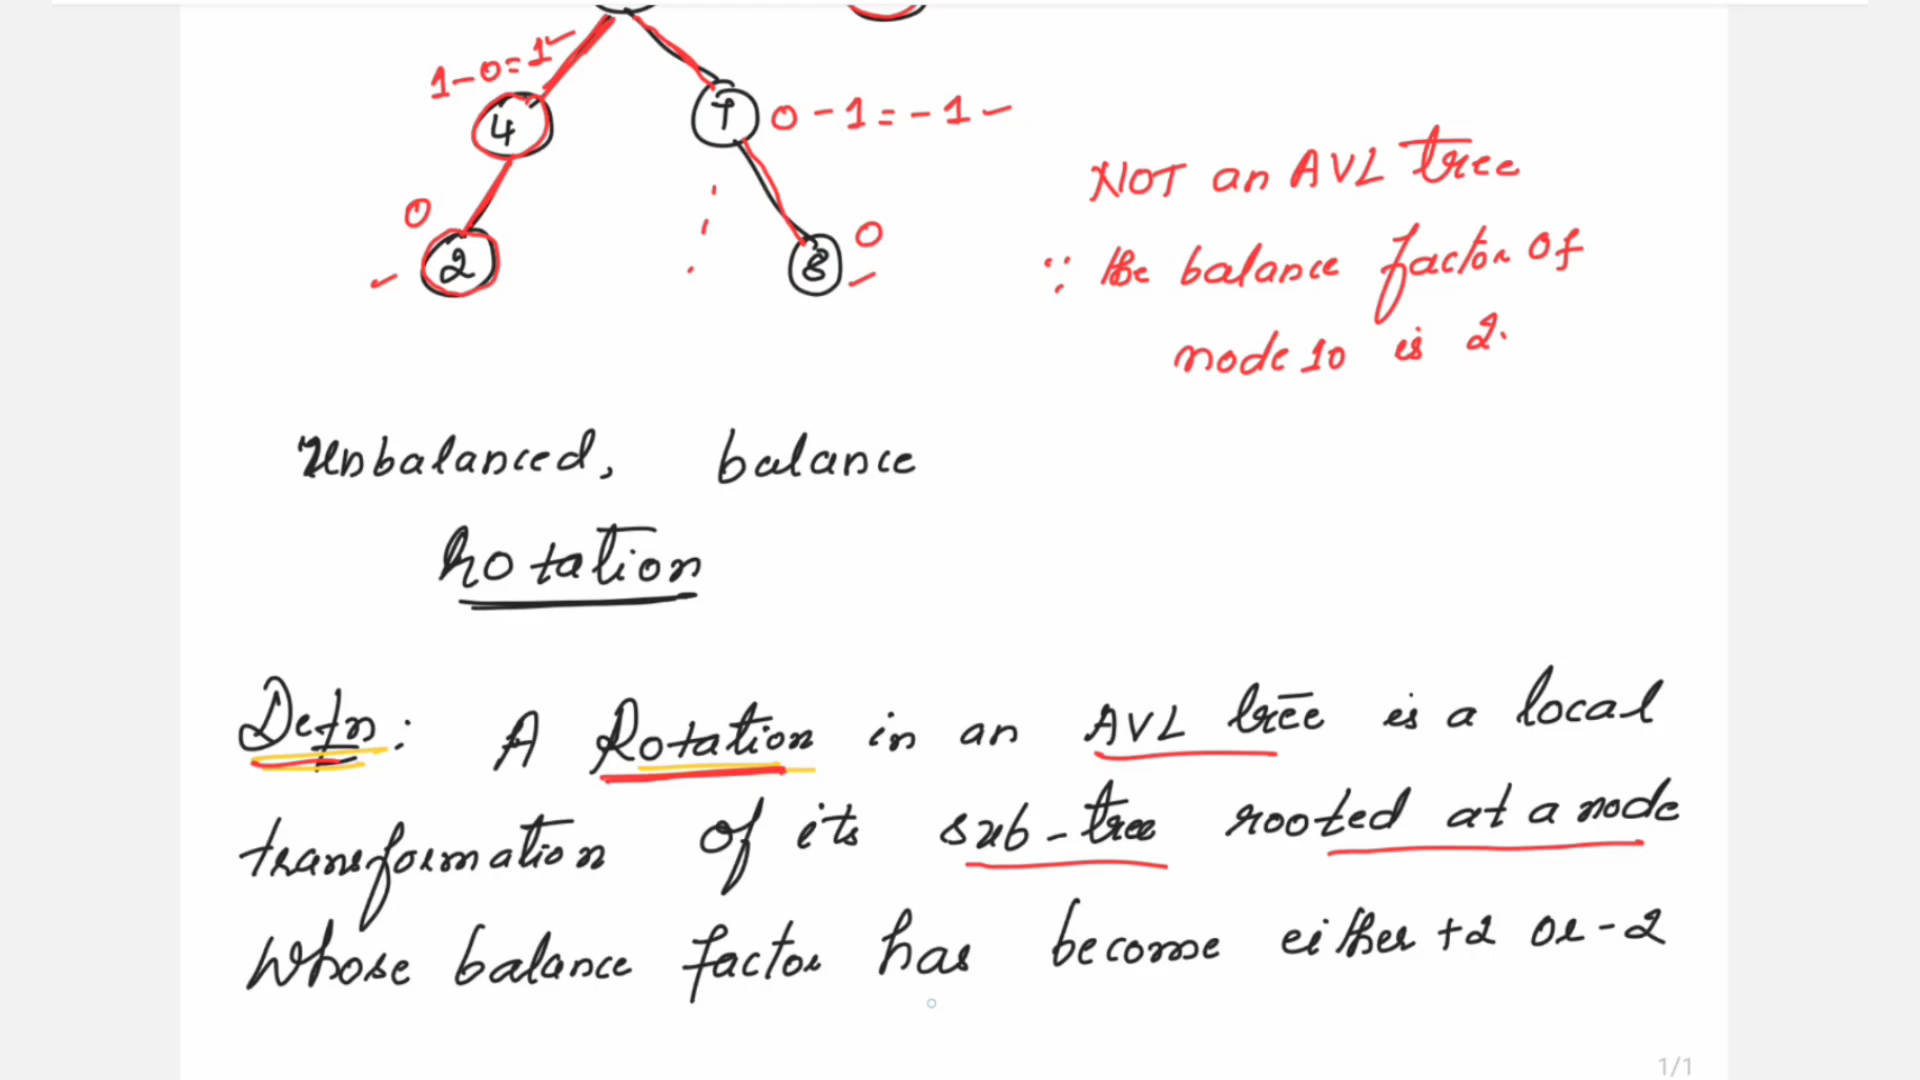 1-0=1
4
7
0-1=-1
NOT an AVL tree
0
2
8
0
∵ the balance factor of
node 10 is 2.
Unbalanced, balance
Rotation
Defn: A Rotation in an AVL tree is a local
transformation of its sub-tree rooted at a node
whose balance factor has become either +2 or -2
1/1